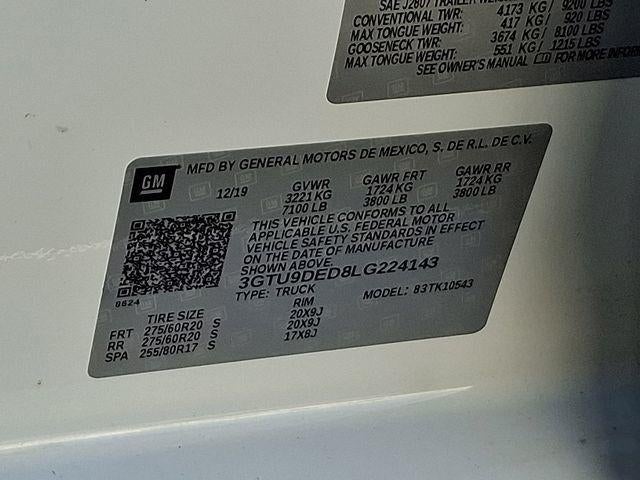 SAE J2807 TRAILER
CONVENTIONAL TWR: 4173 KG/ 9200 LBS
MAX TONGUE WEIGHT: 417 KG/ 920 LBS
GOOSENECK TWR: 3674 KG/ 8100 LBS
MAX TONGUE WEIGHT: 551 KG/ 1215 LBS
SEE OWNER'S MANUAL FOR MORE
GM
MFD BY GENERAL MOTORS DE MEXICO, S. DE R.L. DE C.V.
12/19 GVWR GAWR FRT GAWR RR
3221 KG 1724 KG 1724 KG
7100 LB 3800 LB 3800 LB
THIS VEHICLE CONFORMS TO ALL
APPLICABLE U.S. FEDERAL MOTOR
VEHICLE SAFETY STANDARDS IN EFFECT
ON THE DATE OF MANUFACTURE
SHOWN ABOVE.
3GTU9DED8LG224143
TYPE: TRUCK MODEL: 83TK10543
8624
TIRE SIZE RIM
FRT 275/60R20 S 20X9J
RR 275/60R20 S 20X9J
SPA 255/80R17 S 17X8J